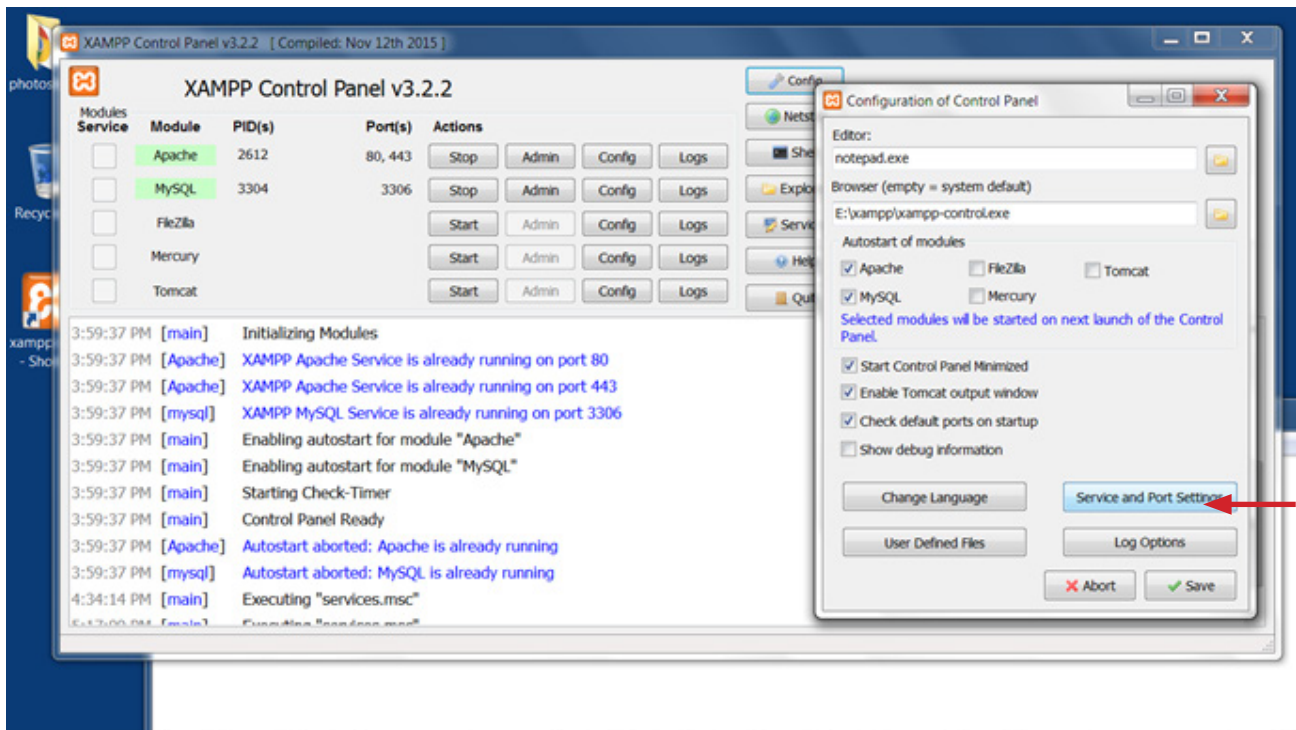 XAMPP Control Panel v3.2.2 [ Compiled: Nov 12th 2015 ]
photos
XAMPP Control Panel v3.2.2
Modules
Service Module PID(s) Port(s) Actions
Apache 2612 80, 443 Stop Admin Config Logs
MySQL 3304 3306 Stop Admin Config Logs
FileZilla Start Admin Config Logs
Mercury Start Admin Config Logs
Tomcat Start Admin Config Logs
Config
Netst
She
Explo
Servic
Help
Quit
Recyc
xampp
- Sho
3:59:37 PM [main] Initializing Modules
3:59:37 PM [Apache] XAMPP Apache Service is already running on port 80
3:59:37 PM [Apache] XAMPP Apache Service is already running on port 443
3:59:37 PM [mysql] XAMPP MySQL Service is already running on port 3306
3:59:37 PM [main] Enabling autostart for module "Apache"
3:59:37 PM [main] Enabling autostart for module "MySQL"
3:59:37 PM [main] Starting Check-Timer
3:59:37 PM [main] Control Panel Ready
3:59:37 PM [Apache] Autostart aborted: Apache is already running
3:59:37 PM [mysql] Autostart aborted: MySQL is already running
4:34:14 PM [main] Executing "services.msc"
5:17:00 PM [main] Executing "services.msc"
Configuration of Control Panel
Editor:
notepad.exe
Browser (empty = system default)
E:\xampp\xampp-control.exe
Autostart of modules
Apache FileZilla Tomcat
MySQL Mercury
Selected modules will be started on next launch of the Control
Panel.
Start Control Panel Minimized
Enable Tomcat output window
Check default ports on startup
Show debug information
Change Language Service and Port Settings
User Defined Files Log Options
Abort Save